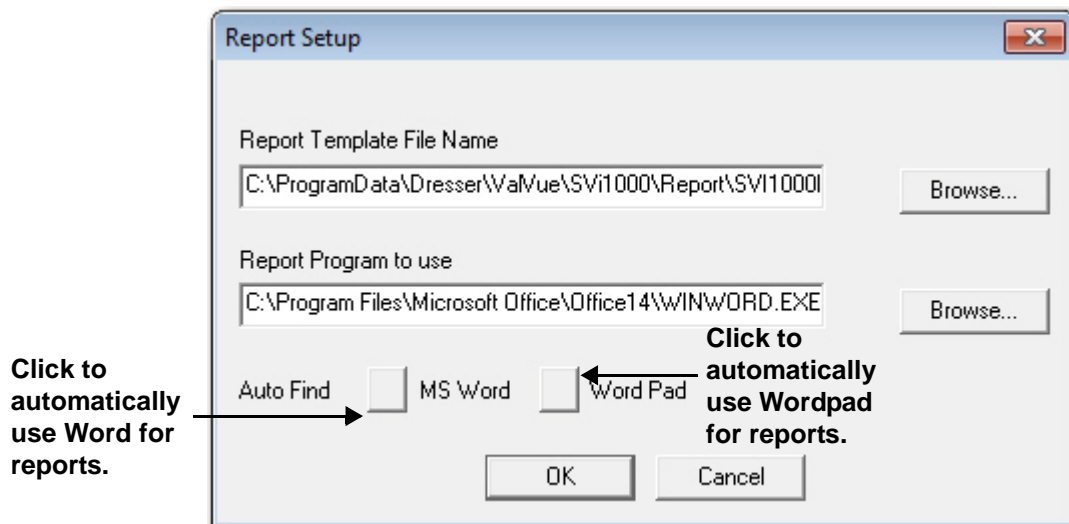 Report Setup
Report Template File Name
C:\ProgramData\Dresser\ValVue\SVi1000\Report\SVI1000
Browse...
Report Program to use
C:\Program Files\Microsoft Office\Office14\WINWORD.EXE
Browse...
Click to
automatically
use Word for
reports.
Auto Find
MS Word
Word Pad
Click to
automatically
use Wordpad
for reports.
OK
Cancel